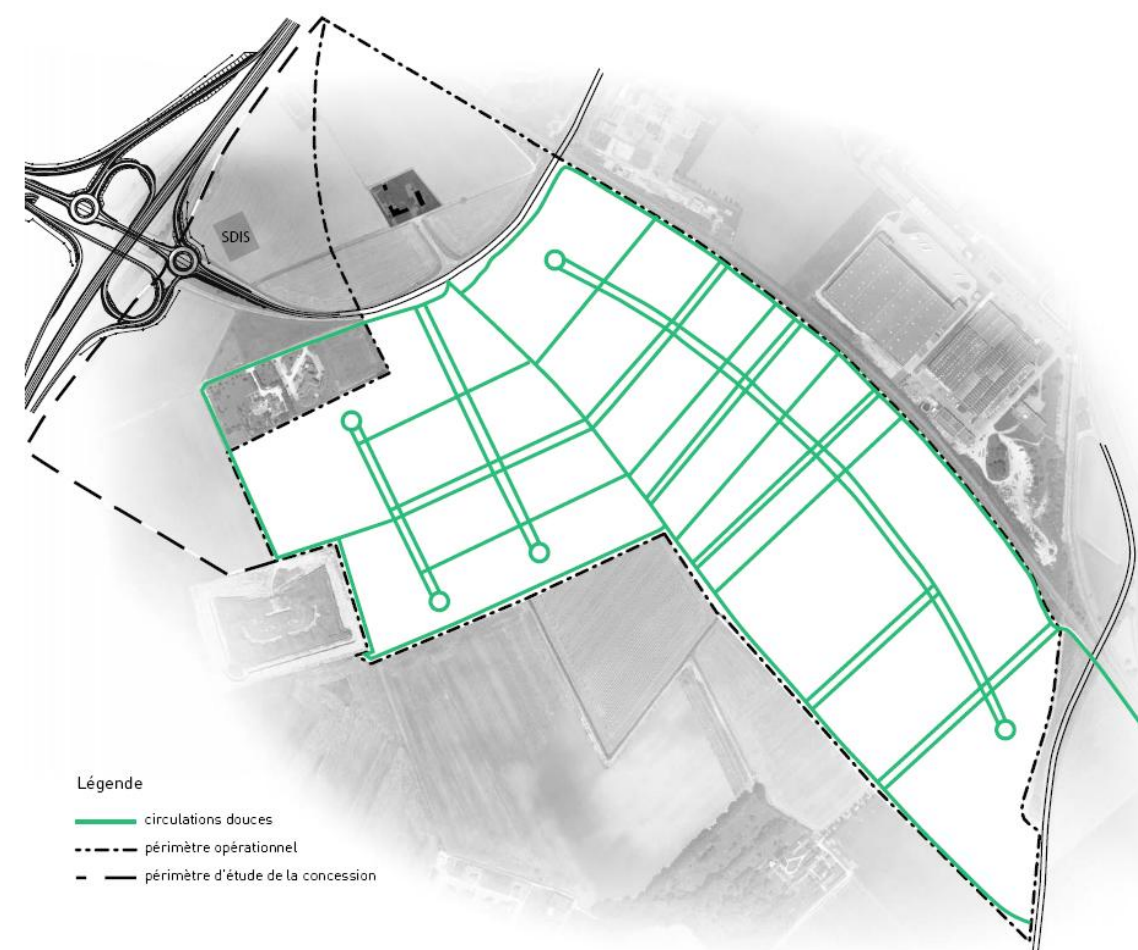 SDIS
Légende
circulations douces
périmètre opérationnel
périmètre d'étude de la concession